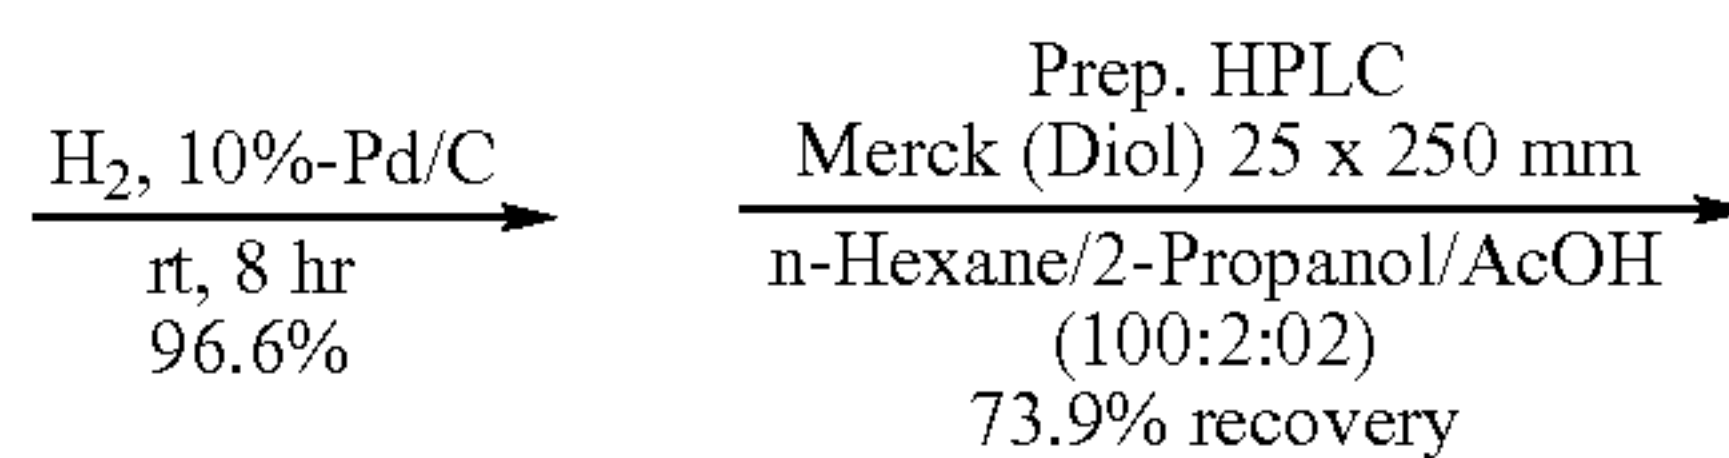 H₂, 10%-Pd/C
rt, 8 hr
96.6%
Prep. HPLC
Merck (Diol) 25 x 250 mm
n-Hexane/2-Propanol/AcOH
(100:2:02)
73.9% recovery